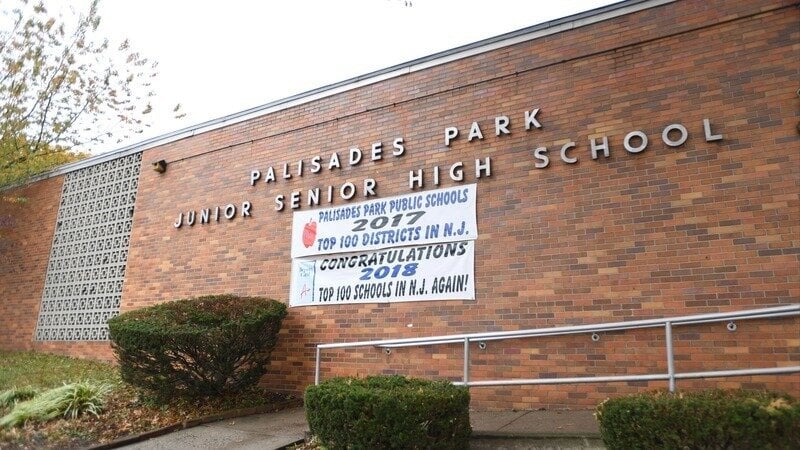 PALISADES PARK
JUNIOR SENIOR HIGH SCHOOL
PALISADES PARK PUBLIC SCHOOLS
2017
TOP 100 DISTRICTS IN N.J.
CONGRATULATIONS
2018
TOP 100 SCHOOLS IN N.J. AGAIN!
A+